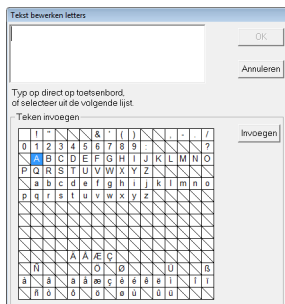 Tekst bewerken letters
OK
Annuleren
Typ op direct op toetsenbord,
of selecteer uit de volgende lijst.
Teken invoegen
Invoegen
! " & ' ( ) , - . /
0 1 2 3 4 5 6 7 8 9 : ?
A B C D E F G H I J K L M N O
P Q R S T U V W X Y Z
a b c d e f g h i j k l m n o
p q r s t u v w x y z
Ä Å Æ Ç
Ñ Ö Ø Ü ß
à â ä å æ ç è é ê ë ì î ï
ñ ò ô ö ø ù û ü